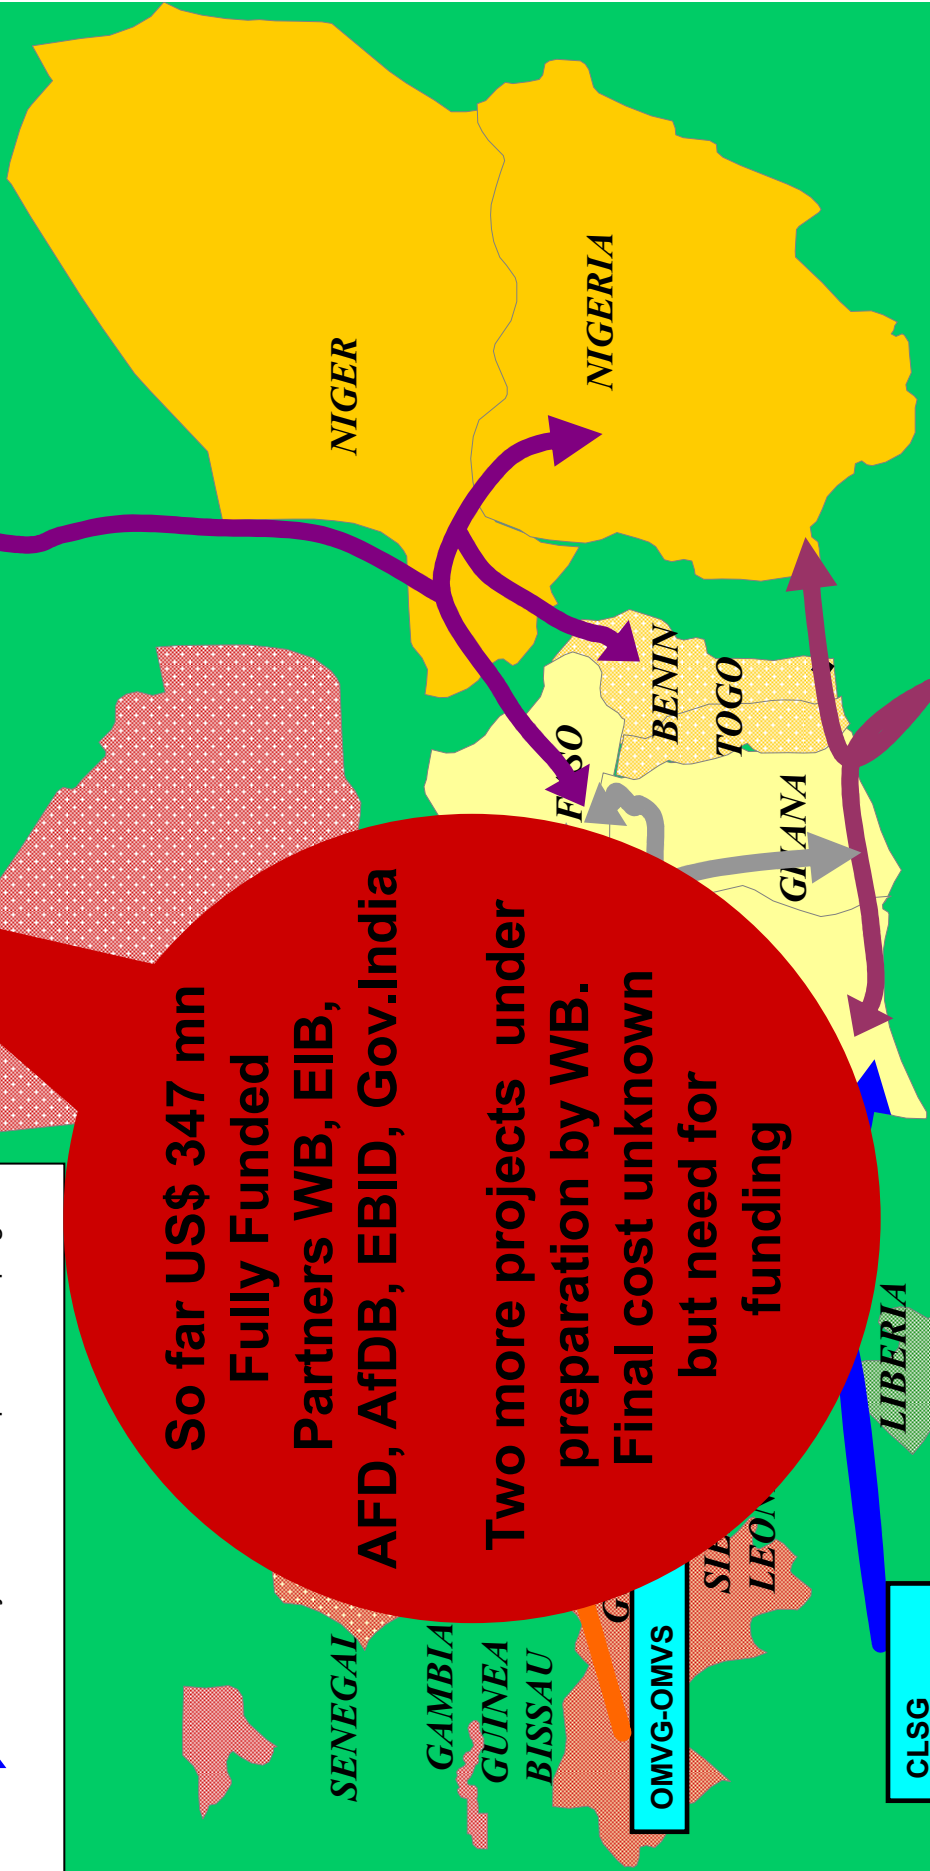 NIGER
NIGERIA
SO
BENIN
TOGO
So far US$ 347 mn
Fully Funded
Partners WB, EIB,
AFD, AfDB, EBID, Gov.India
Two more projects under
preparation by WB.
Final cost unknown
but need for
funding
SENEGAL
GAMBIA
GUINEA
BISSAU
OMVG-OMVS
LIBERIA
CLSG